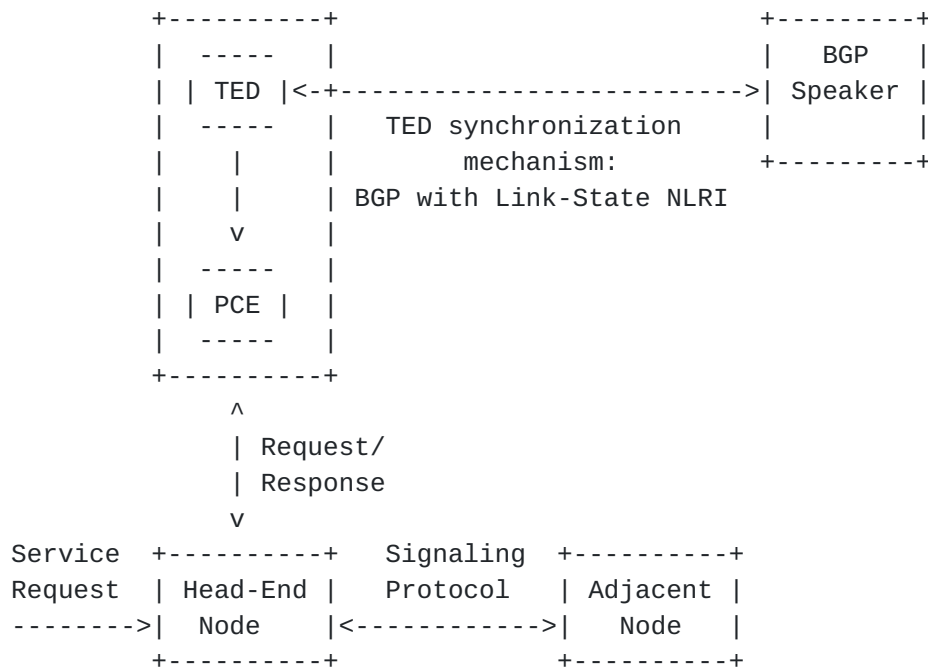 BGP
TED
Speaker
TED synchronization
mechanism:
BGP with Link-State NLRI
PCE
Request/
Response
Service
Request
Head-End
Node
Signaling
Protocol
Adjacent
Node